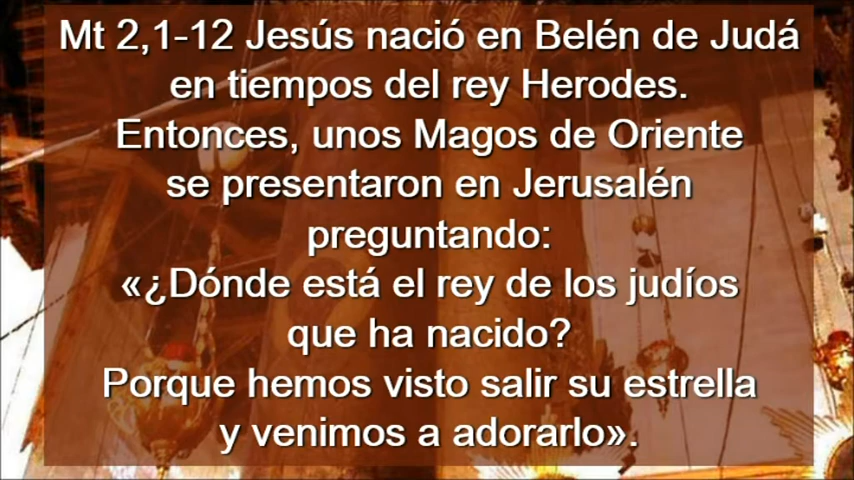 Mt 2,1-12 Jesús nació en Belén de Judá
en tiempos del rey Herodes.
Entonces, unos Magos de Oriente
se presentaron en Jerusalén
preguntando:
«¿Dónde está el rey de los judíos
que ha nacido?
Porque hemos visto salir su estrella
y venimos a adorarlo».